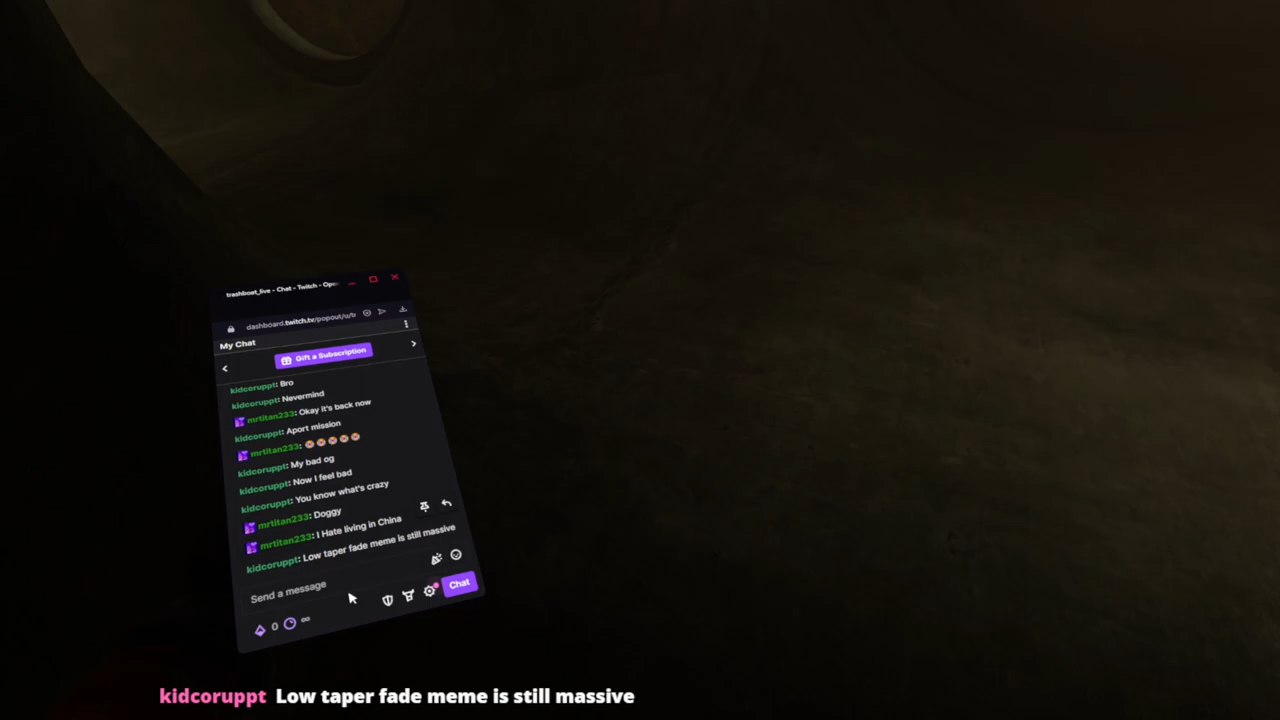 trashboat_live - Chat - Twitch - Ope
dashboard.twitch.tv/popout/u/tr
My Chat
Gift a Subscription
kidcoruppt: Bro
kidcoruppt: Nevermind
mrtitan233: Okay it's back now
kidcoruppt: Aport mission
mrtitan233:
kidcoruppt: My bad og
kidcoruppt: Now I feel bad
kidcoruppt: You know what's crazy
mrtitan233: Doggy
mrtitan233: I Hate living in China
kidcoruppt: Low taper fade meme is still massive
Send a message
Chat
0 ∞
kidcoruppt Low taper fade meme is still massive